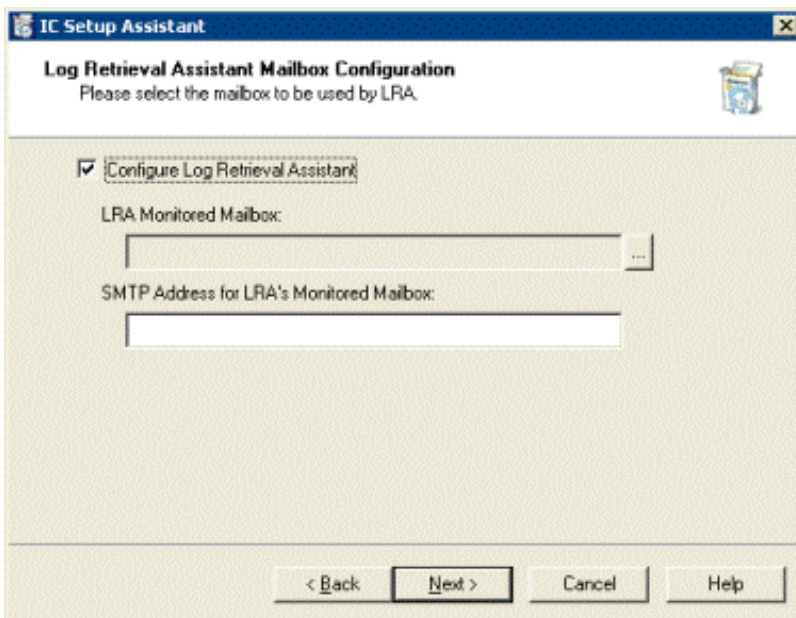 IC Setup Assistant
Log Retrieval Assistant Mailbox Configuration
Please select the mailbox to be used by LRA.
Configure Log Retrieval Assistant
LRA Monitored Mailbox:
...
SMTP Address for LRA's Monitored Mailbox:
< Back Next > Cancel Help